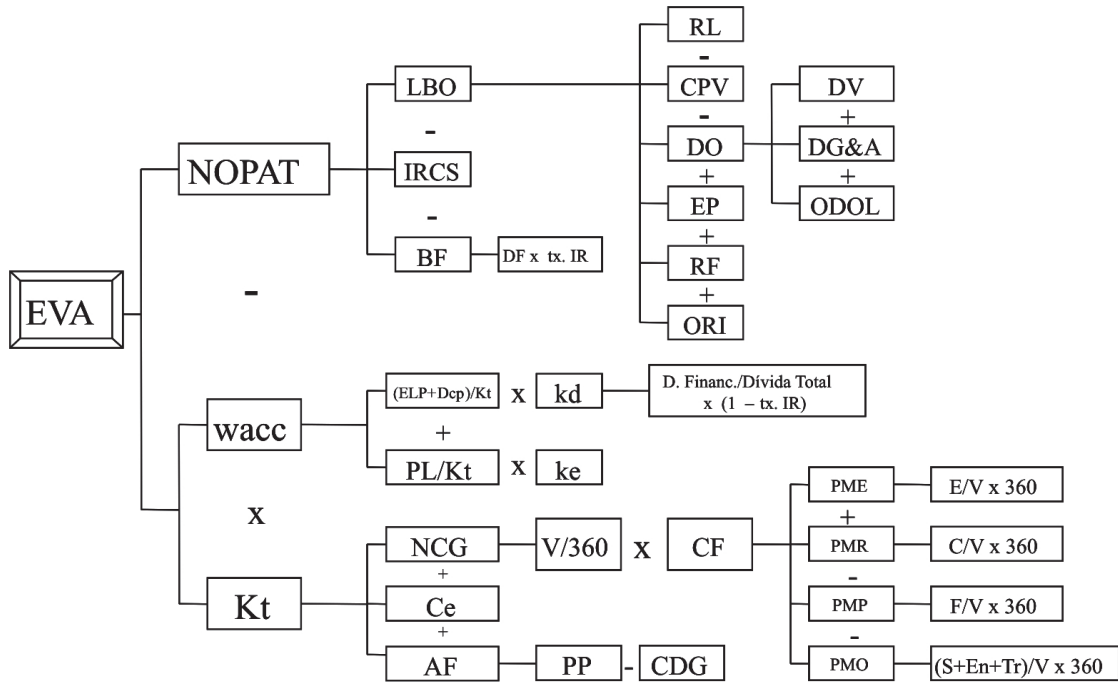 RL
-
LBO
CPV
DV
-
-
+
NOPAT
IRCS
DO
DG&A
+
+
-
EP
ODOL
+
BF
DF x tx. IR
RF
+
ORI
EVA
-
(ELP+Dcp)/Kt x kd
D. Financ./Dívida Total
x (1 – tx. IR)
wacc
+
PL/Kt x ke
x
PME
E/V x 360
+
NCG
V/360 x CF
PMR
C/V x 360
+
-
Kt
Ce
PMP
F/V x 360
+
-
AF
PP - CDG
PMO
(S+En+Tr)/V x 360